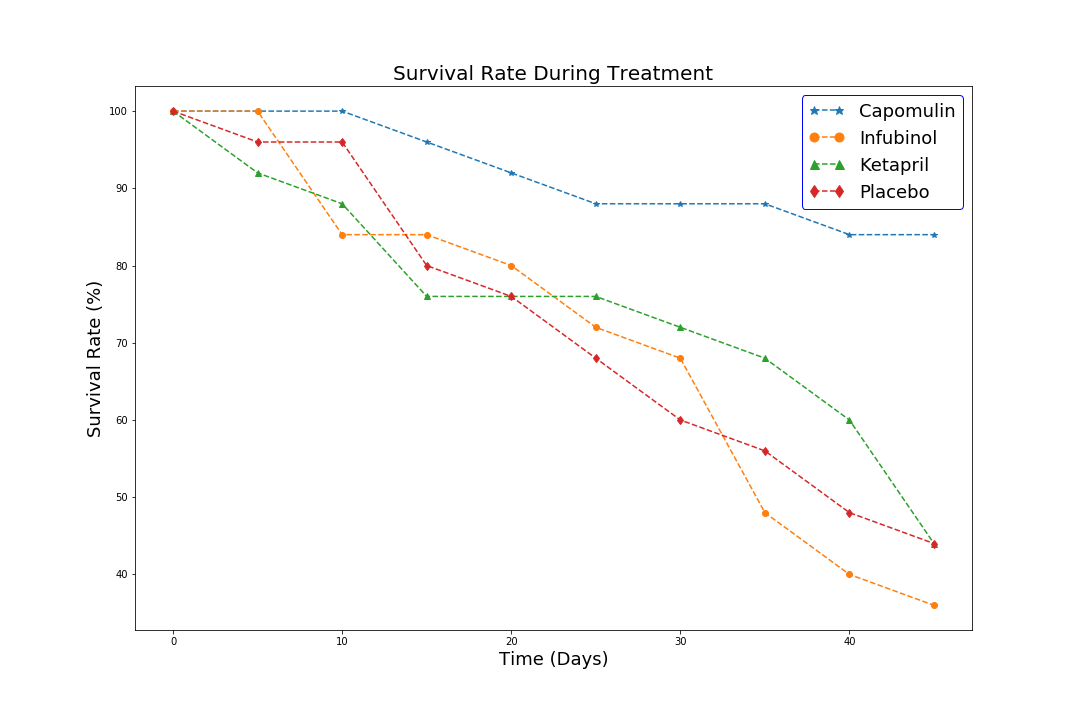 Survival Rate During Treatment
Capomulin
Infubinol
Ketapril
Placebo
Survival Rate (%)
100
90
80
70
60
50
40
0 10 20 30 40
Time (Days)